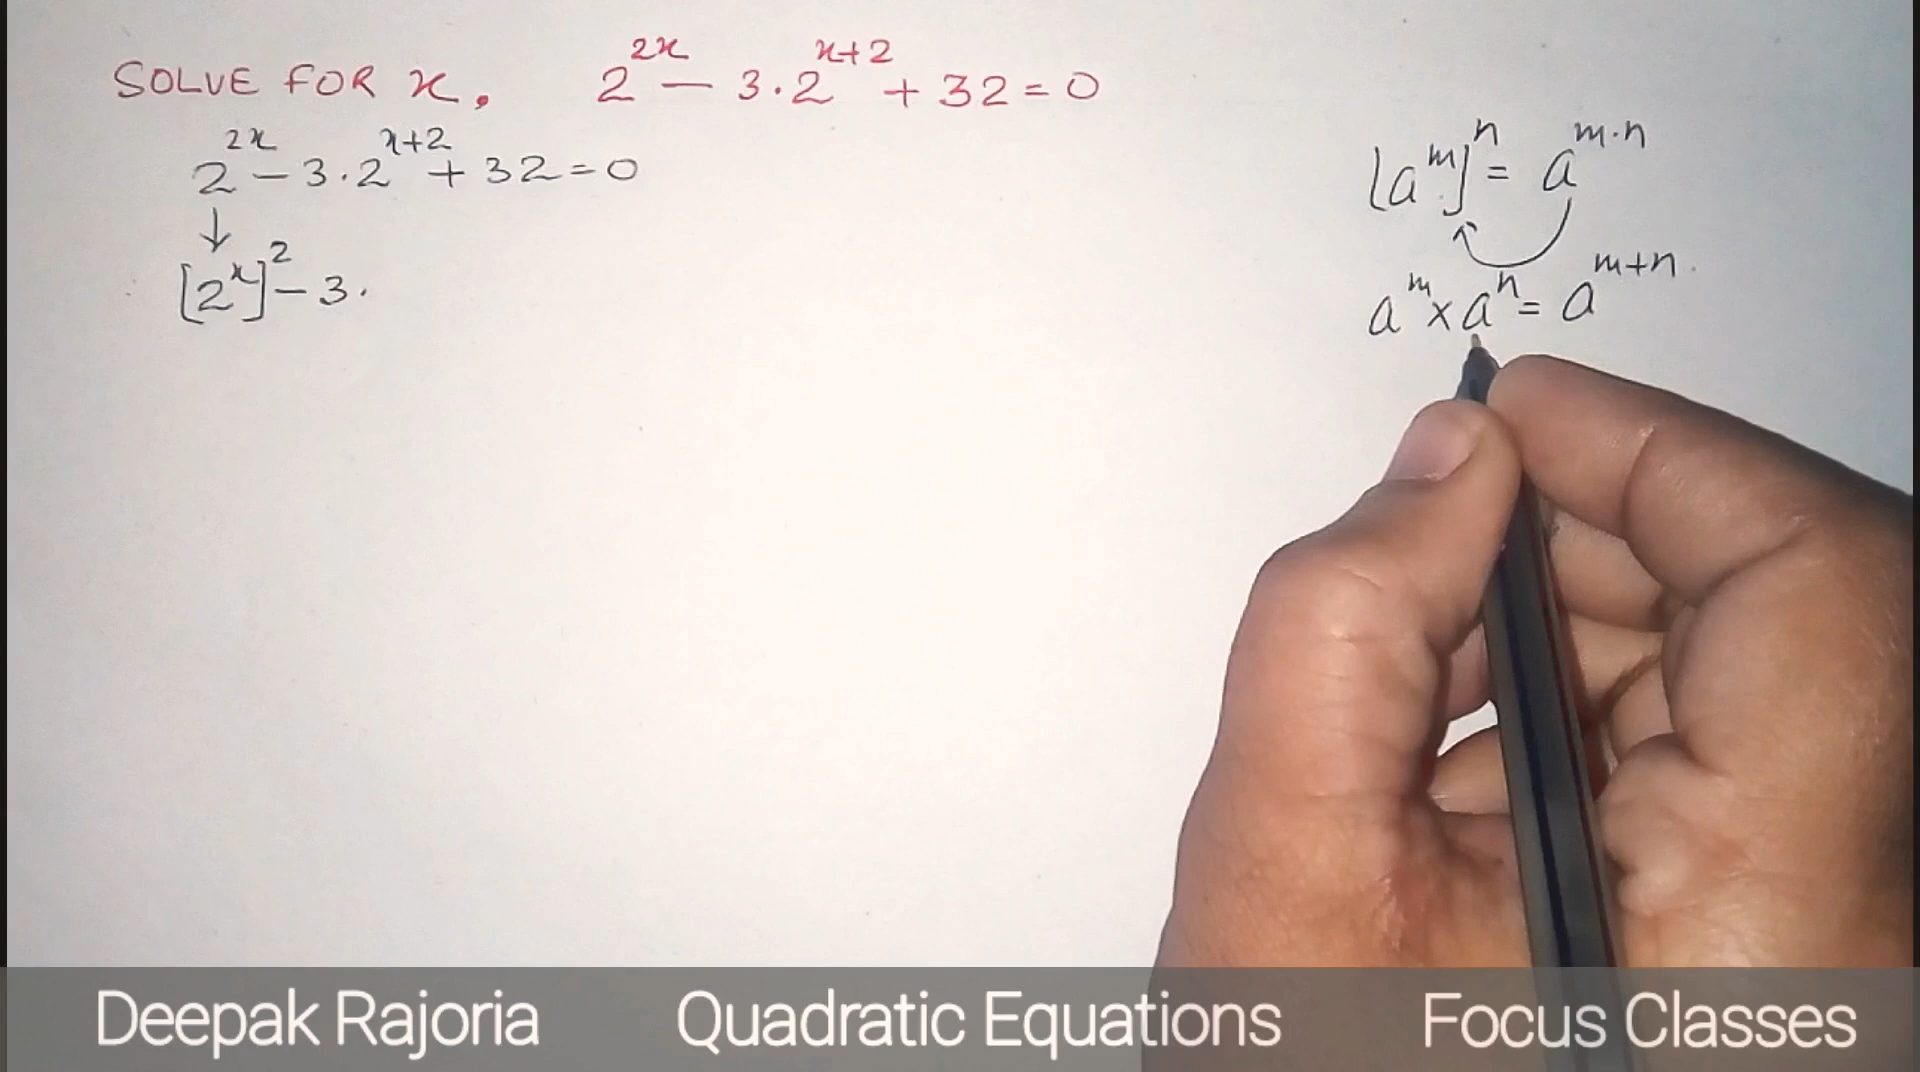 SOLVE FOR x. 2^{2x} - 3.2^{x+2} + 32 = 0
2^{2x} - 3.2^{x+2} + 32 = 0
↓
[2^x]^2 - 3.
[a^m]^n = a^{m.n}
a^m × a^n = a^{m+n}.
Deepak Rajoria Quadratic Equations Focus Classes